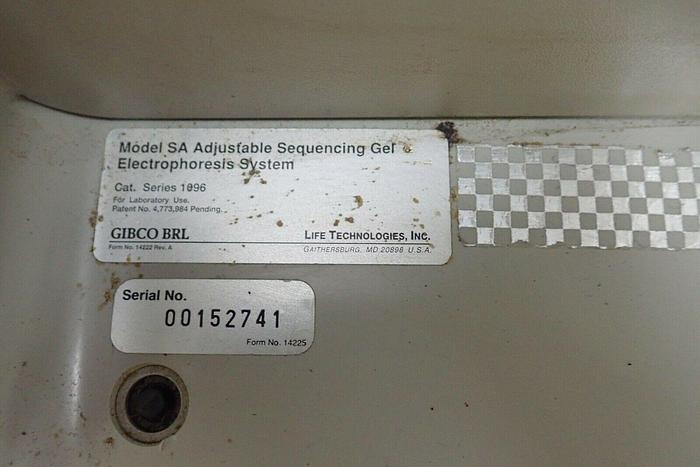 Model SA Adjustable Sequencing Gel
Electrophoresis System
Cat. Series 1096
For Laboratory Use.
Patent No. 4,773,984 Pending.
GIBCO BRL
LIFE TECHNOLOGIES, INC.
Form No. 14222 Rev. A
GAITHERSBURG, MD 20898 U.S.A.
Serial No.
00152741
Form No. 14225